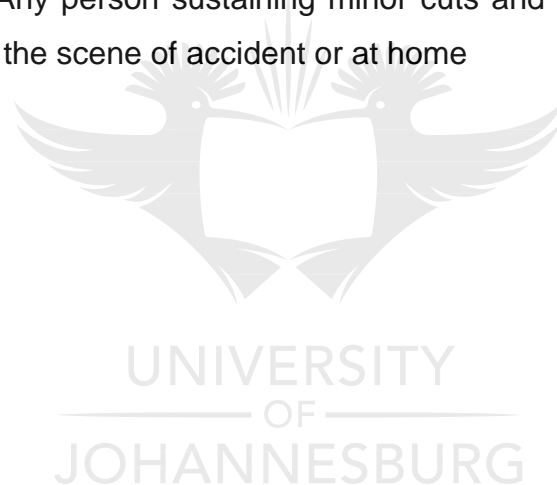 Any person sustaining minor cuts and
the scene of accident or at home
UNIVERSITY
OF
JOHANNESBURG